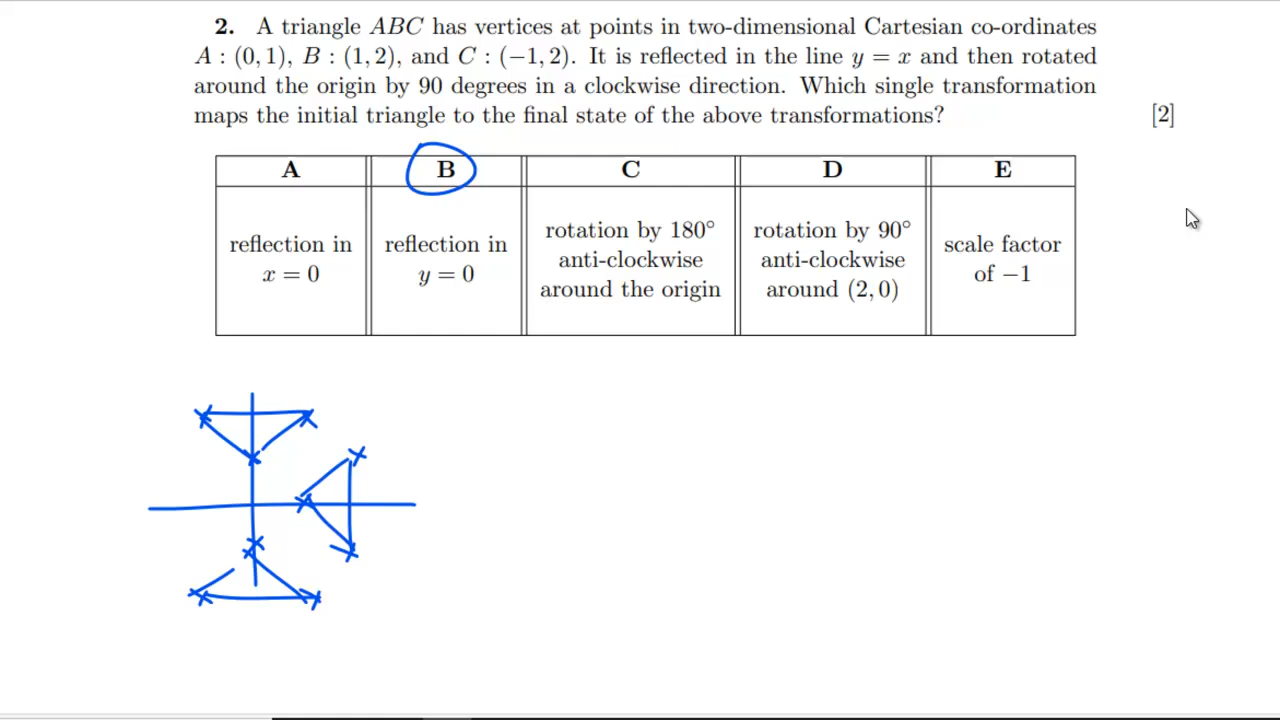 2. A triangle ABC has vertices at points in two-dimensional Cartesian co-ordinates
A : (0, 1), B : (1, 2), and C : (−1, 2). It is reflected in the line y = x and then rotated
around the origin by 90 degrees in a clockwise direction. Which single transformation
maps the initial triangle to the final state of the above transformations? [2]
A B C D E
reflection in x = 0
reflection in y = 0
rotation by 180° anti-clockwise around the origin
rotation by 90° anti-clockwise around (2, 0)
scale factor of −1